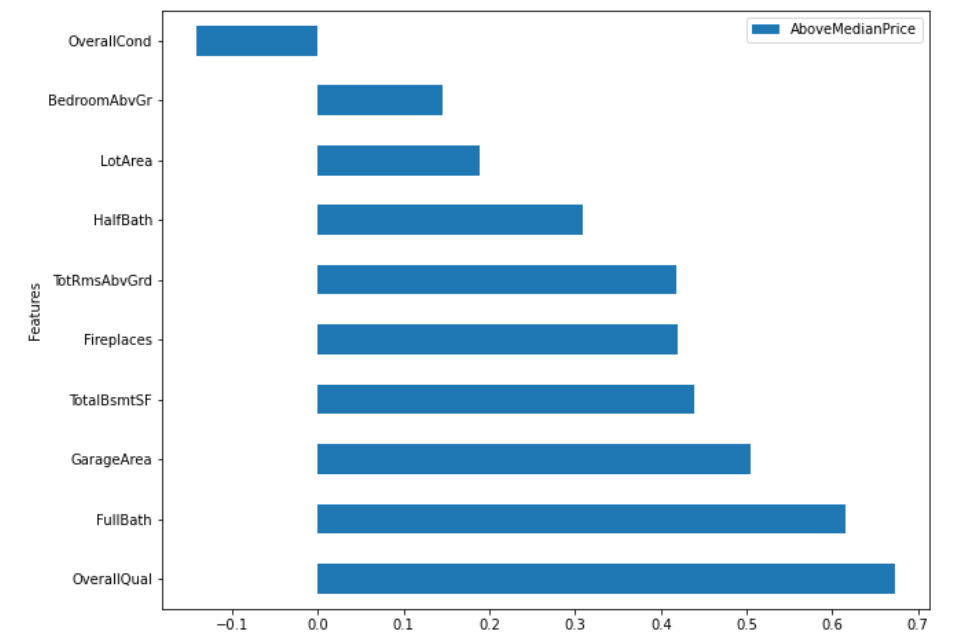 AboveMedianPrice
OverallCond
BedroomAbvGr
LotArea
HalfBath
TotRmsAbvGrd
Fireplaces
TotalBsmtSF
GarageArea
FullBath
OverallQual
Features
−0.1 0.0 0.1 0.2 0.3 0.4 0.5 0.6 0.7